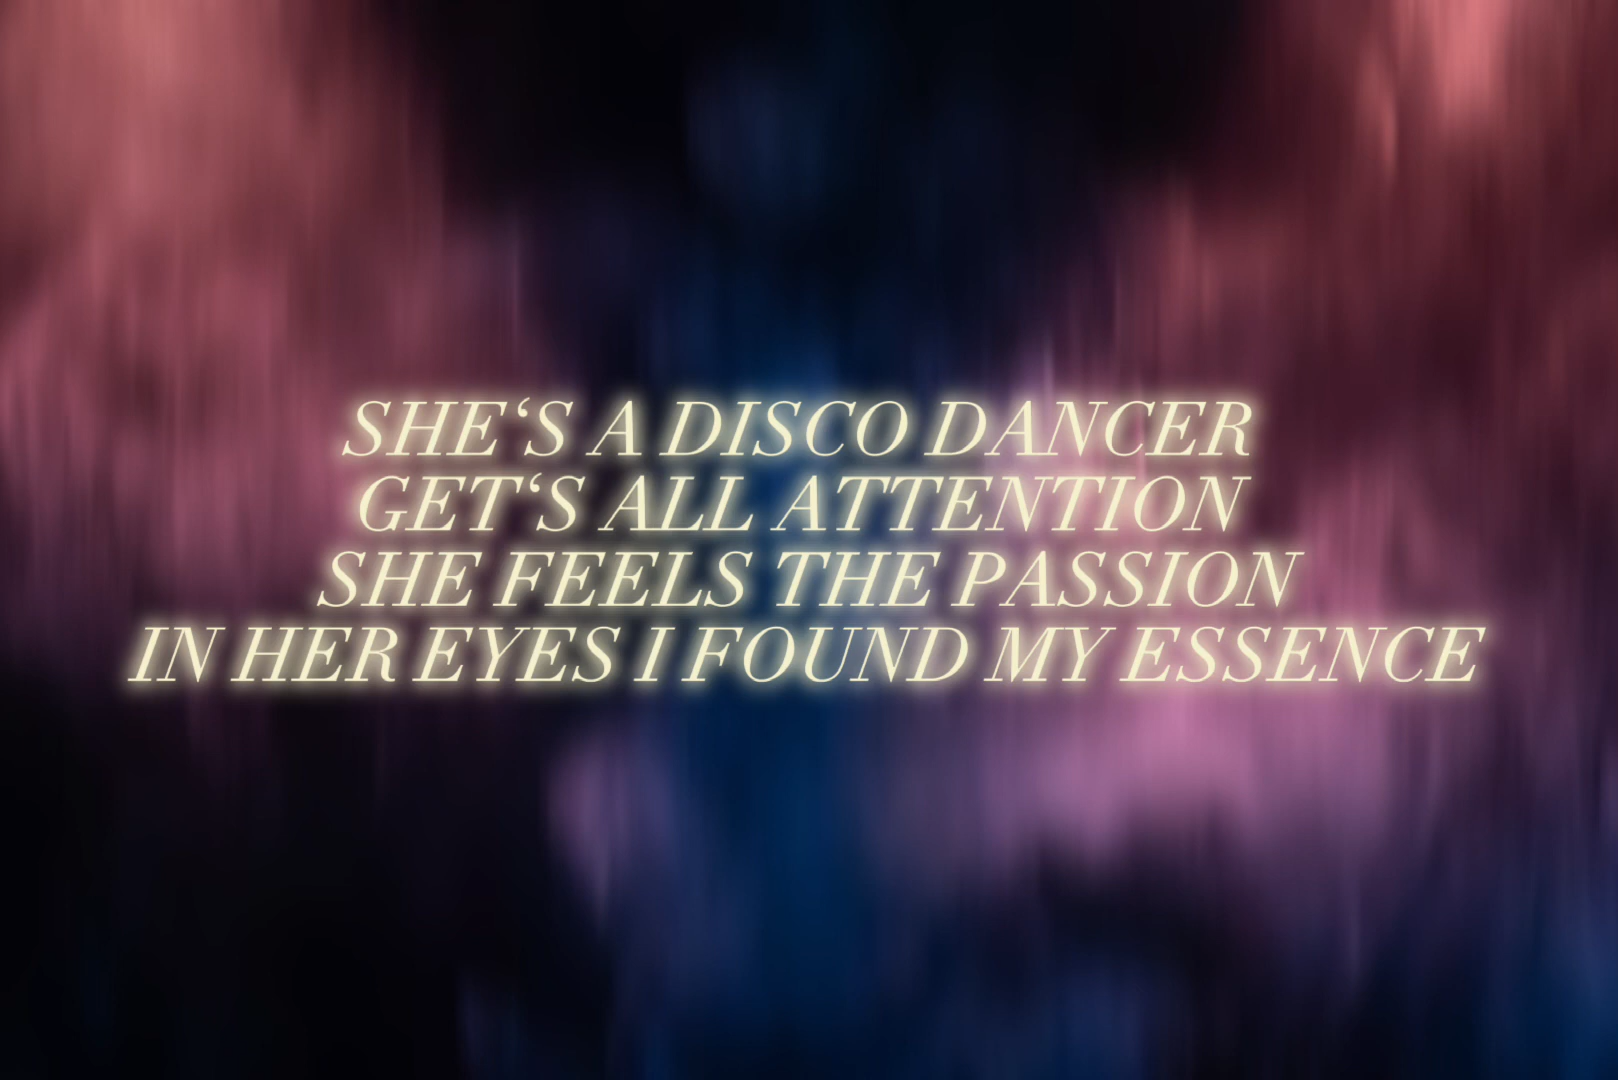 SHE‘S A DISCO DANCER
GET‘S ALL ATTENTION
SHE FEELS THE PASSION
IN HER EYES I FOUND MY ESSENCE